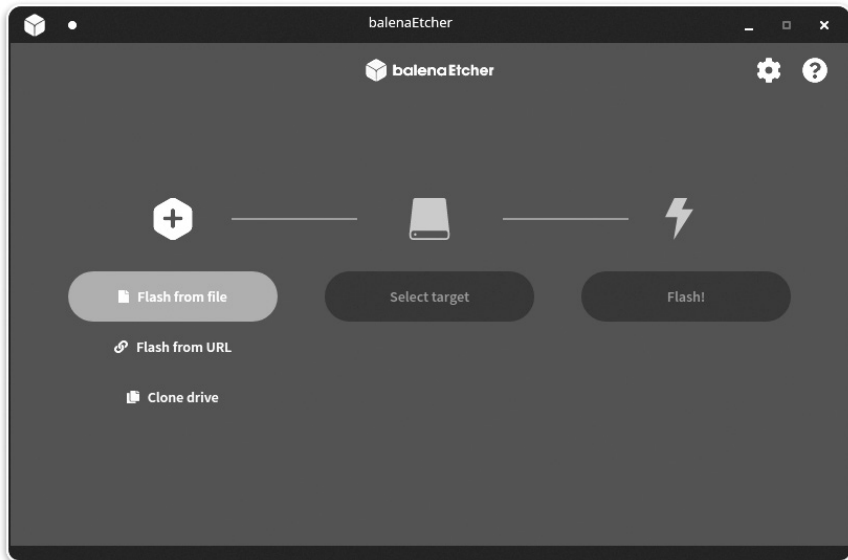 balenaEtcher
balenaEtcher
Flash from file
Select target
Flash!
Flash from URL
Clone drive